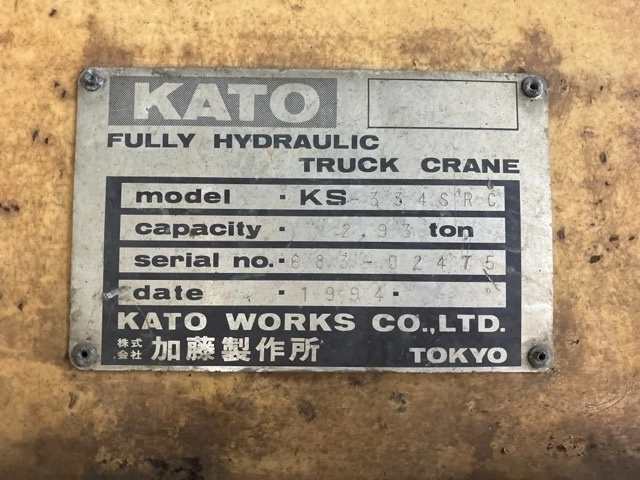 KATO
FULLY HYDRAULIC
TRUCK CRANE
model · KS-334SRC
capacity · 2.93 ton
serial no. · 683-02475
date · 1994 ·
KATO WORKS CO.,LTD.
株式会社 加藤製作所 TOKYO